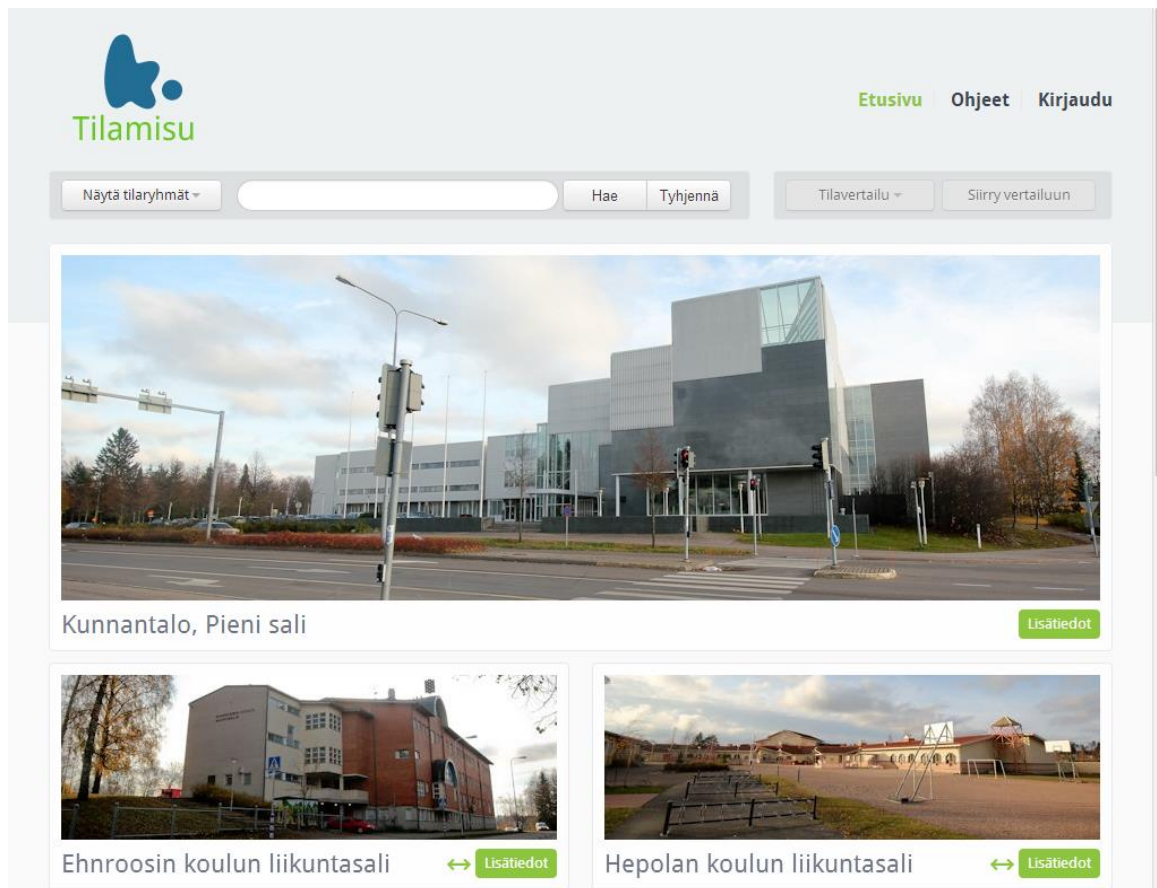 Tilamisu
Etusivu Ohjeet Kirjaudu
Näytä tilaryhmät Hae Tyhjennä Tilavertailu Siirry vertailuun
Kunnantalo, Pieni sali Lisätiedot
Ehnroosin koulun liikuntasali Lisätiedot Hepolan koulun liikuntasali Lisätiedot